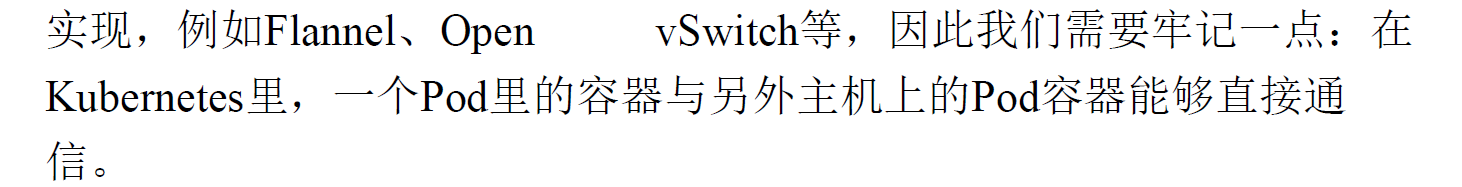 实现，例如Flannel、Open vSwitch等，因此我们需要牢记一点：在
Kubernetes里，一个Pod里的容器与另外主机上的Pod容器能够直接通
信。